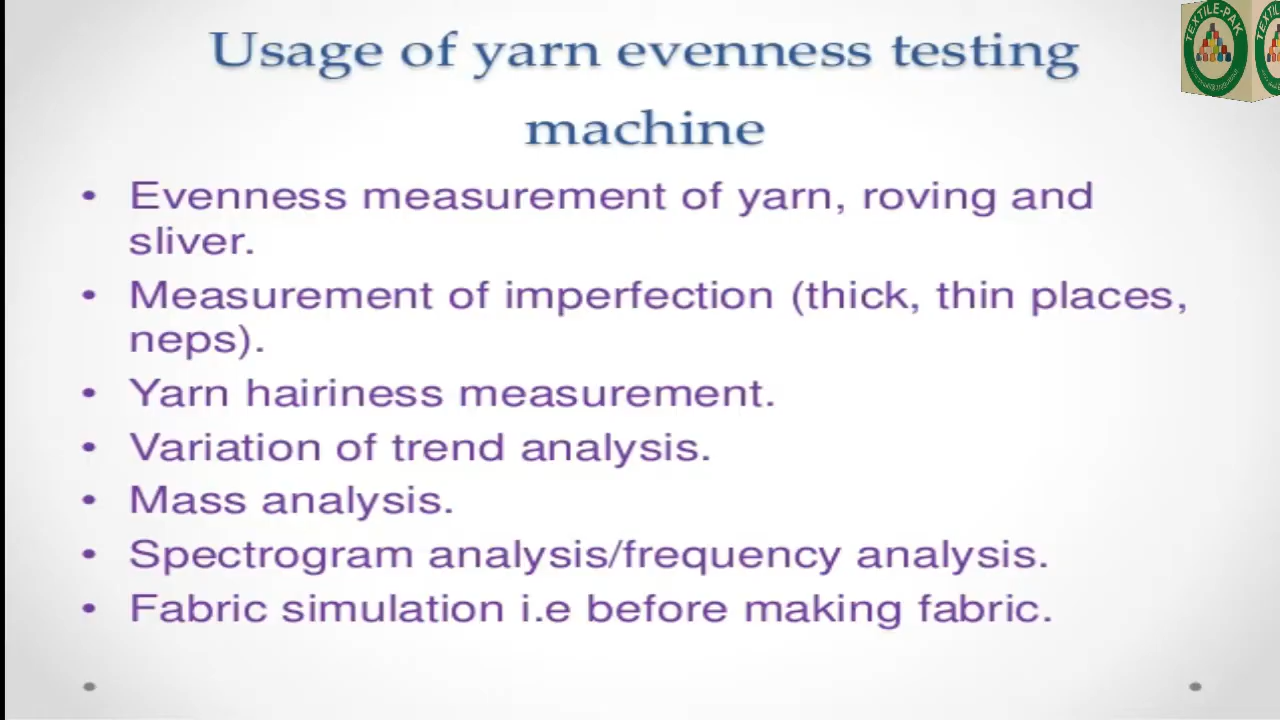 Usage of yarn evenness testing
machine
• Evenness measurement of yarn, roving and
sliver.
• Measurement of imperfection (thick, thin places,
neps).
• Yarn hairiness measurement.
• Variation of trend analysis.
• Mass analysis.
• Spectrogram analysis/frequency analysis.
• Fabric simulation i.e before making fabric.
TEXTILE-PAK